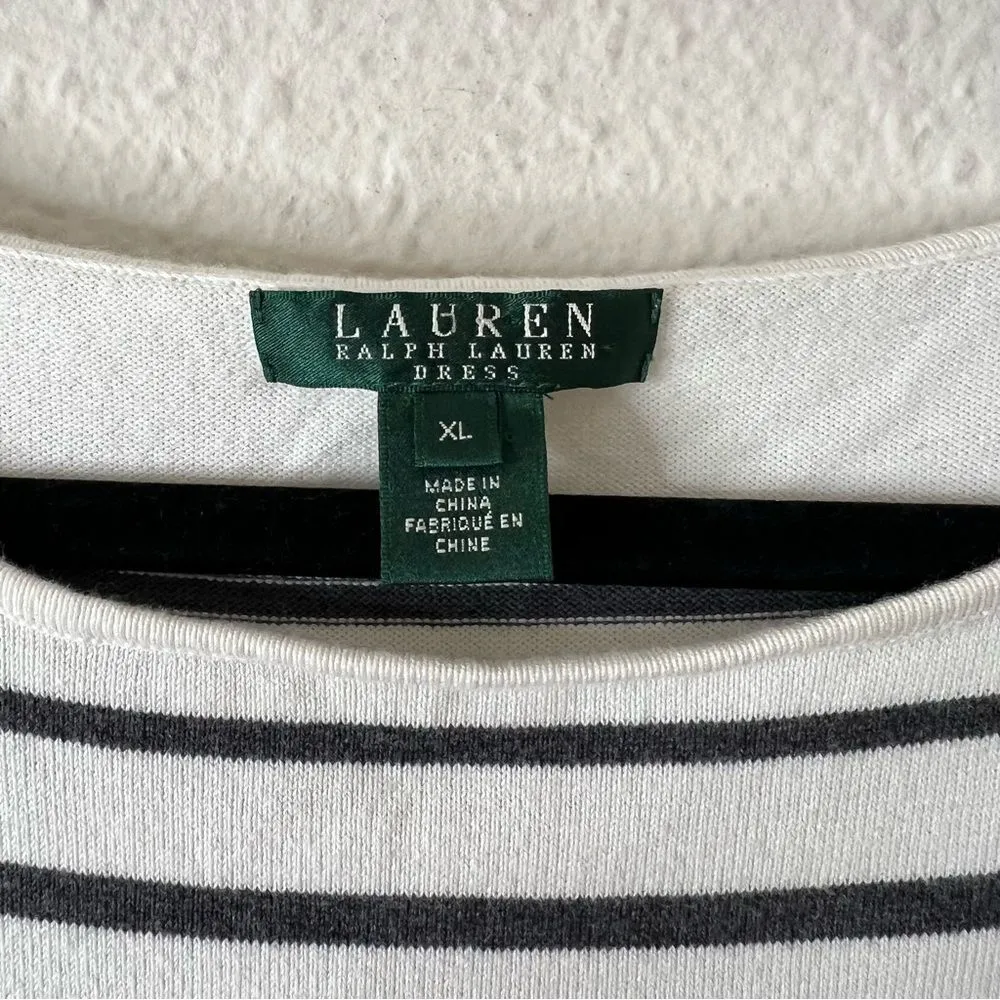 LAUREN
RALPH LAUREN
DRESS
XL
MADE IN
CHINA
FABRIQUÉ EN
CHINE